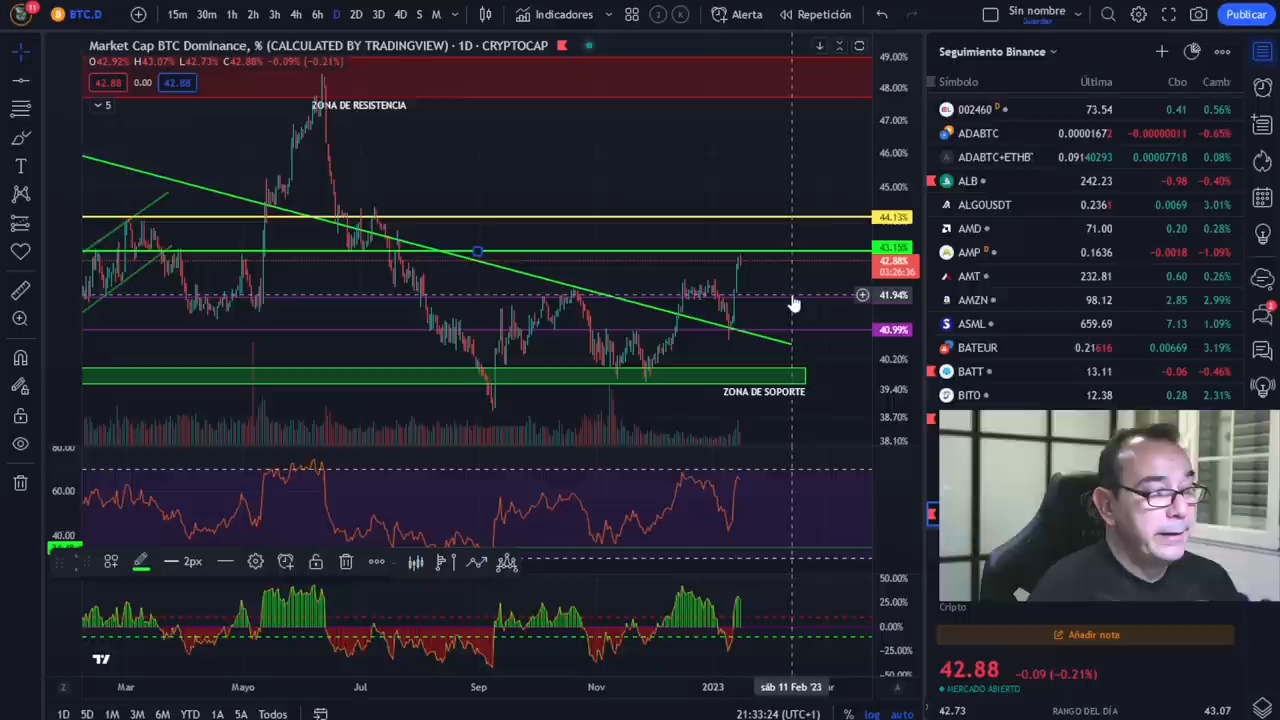 11
BTC.D
15m 30m 1h 2h 3h 4h 6h D 2D 3D 4D S M
Indicadores
2 K
Alerta
Repetición
Sin nombre
Guardar
Publicar
Market Cap BTC Dominance, % (CALCULATED BY TRADINGVIEW) · 1D · CRYPTOCAP
O42.92% H43.07% L42.73% C42.88% −0.09% (−0.21%)
42.88 0.00 42.88
5
ZONA DE RESISTENCIA
49.00%
48.00%
47.00%
46.00%
45.00%
44.13%
43.15%
42.88%
03:26:36
41.94%
40.99%
40.20%
39.40%
38.70%
38.10%
ZONA DE SOPORTE
80.00
60.00
40.00
2px
50.00%
25.00%
0.00%
−25.00%
−50.00%
Z Mar Mayo Jul Sep Nov 2023 sáb 11 Feb '23 A
1D 5D 1M 3M 6M YTD 1A 5A Todos
21:33:24 (UTC+1) % log auto
Seguimiento Binance
Símbolo Última Cbo Camb
002460 D 73.54 0.41 0.56%
ADABTC 0.00001672 −0.00000011 −0.65%
ADABTC+ETHBT 0.09140293 0.00007718 0.08%
ALB 242.23 −0.98 −0.40%
ALGOUSDT 0.2361 0.0069 3.01%
AMD 71.00 0.20 0.28%
AMP D 0.1636 −0.0018 −1.09%
AMT 232.81 0.60 0.26%
AMZN 98.12 2.85 2.99%
ASML 659.69 7.13 1.09%
BATEUR 0.21616 0.00669 3.19%
BATT 13.11 −0.06 −0.46%
BITO 12.38 0.28 2.31%
3
Cripto
Añadir nota
42.88 −0.09 (−0.21%)
MERCADO ABIERTO
42.73 RANGO DEL DÍA 43.07